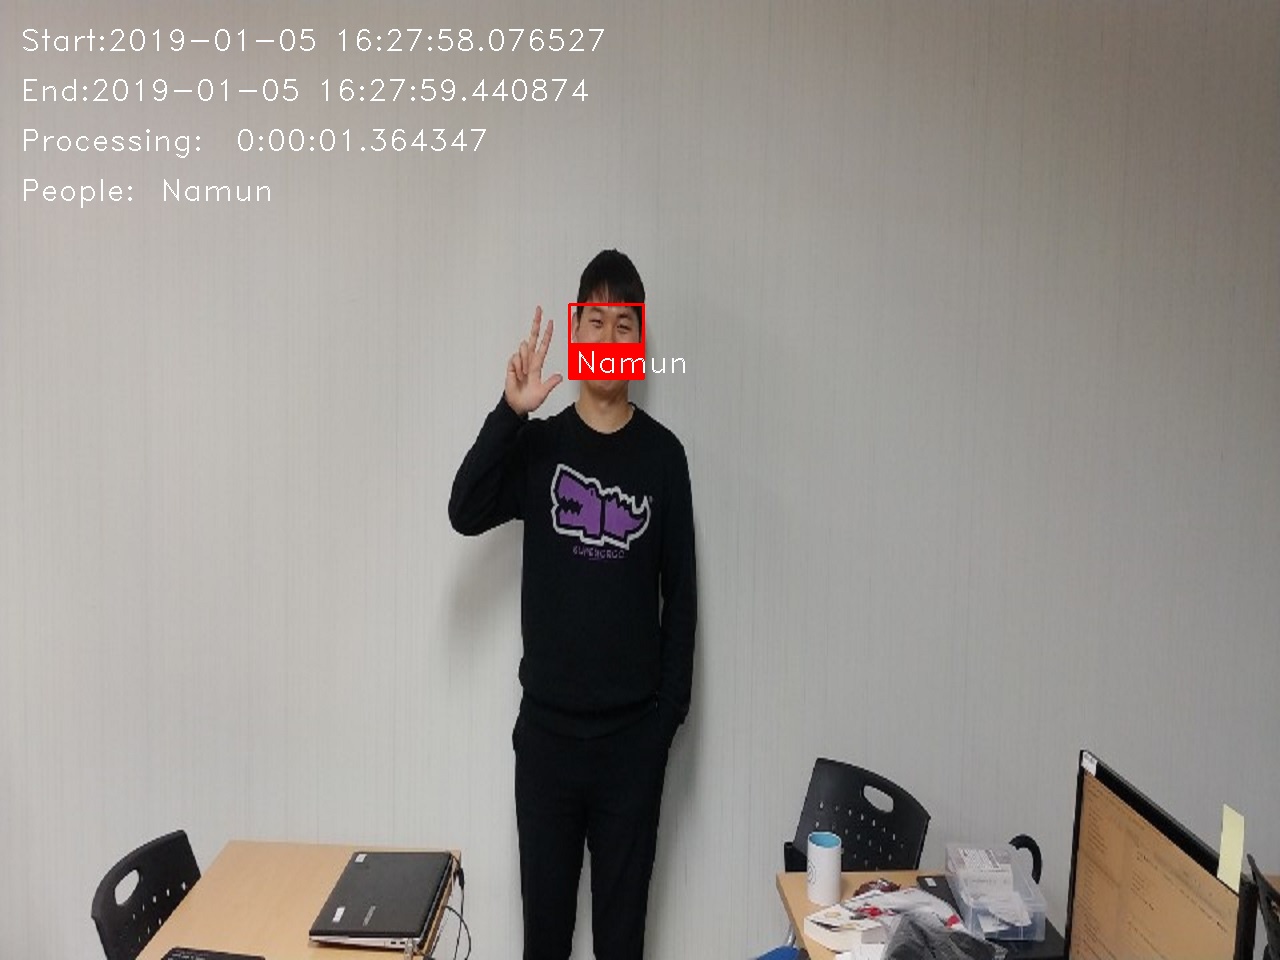 Start:2019-01-05 16:27:58.076527
End:2019-01-05 16:27:59.440874
Processing: 0:00:01.364347
People: Namun
Namun